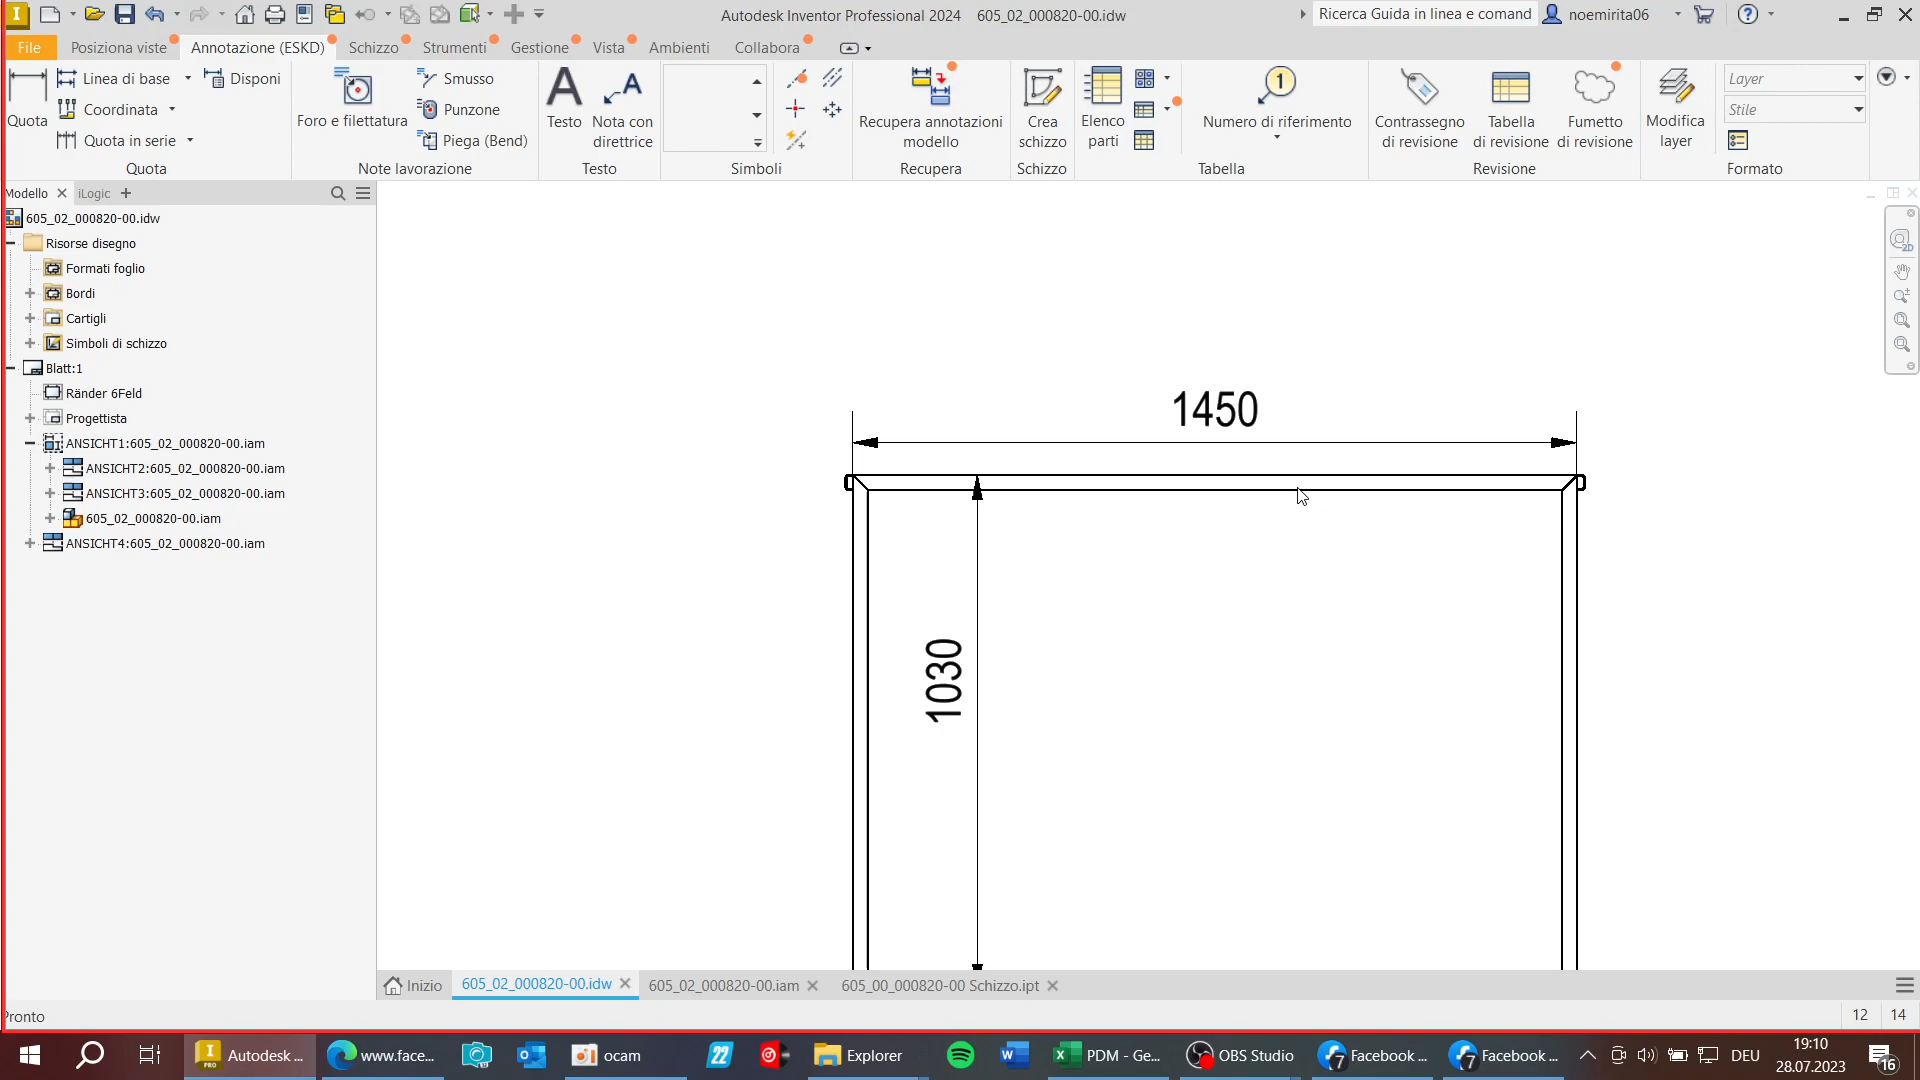 Autodesk Inventor Professional 2024 605_02_000820-00.idw
Ricerca Guida in linea e comand
noemirita06
File Posiziona viste Annotazione (ESKD) Schizzo Strumenti Gestione Vista Ambienti Collabora
Quota
Linea di base
Disponi
Coordinata
Quota in serie
Quota
Foro e filettatura
Smusso
Punzone
Piega (Bend)
Note lavorazione
Testo
Nota con
direttrice
Testo
Simboli
Recupera annotazioni
modello
Recupera
Crea
schizzo
Schizzo
Elenco
parti
Numero di riferimento
Tabella
Contrassegno
di revisione
Tabella
di revisione
Fumetto
di revisione
Revisione
Modifica
layer
Layer
Stile
Formato
Modello
iLogic
605_02_000820-00.idw
Risorse disegno
Formati foglio
Bordi
Cartigli
Simboli di schizzo
Blatt:1
Ränder 6Feld
Progettista
ANSICHT1:605_02_000820-00.iam
ANSICHT2:605_02_000820-00.iam
ANSICHT3:605_02_000820-00.iam
605_02_000820-00.iam
ANSICHT4:605_02_000820-00.iam
1450
1030
Inizio 605_02_000820-00.idw 605_02_000820-00.iam 605_00_000820-00 Schizzo.ipt
Pronto
12 14
Autodesk ...
www.face...
ocam
22
Explorer
PDM - Ge...
OBS Studio
Facebook ...
Facebook ...
DEU
19:10
28.07.2023
16